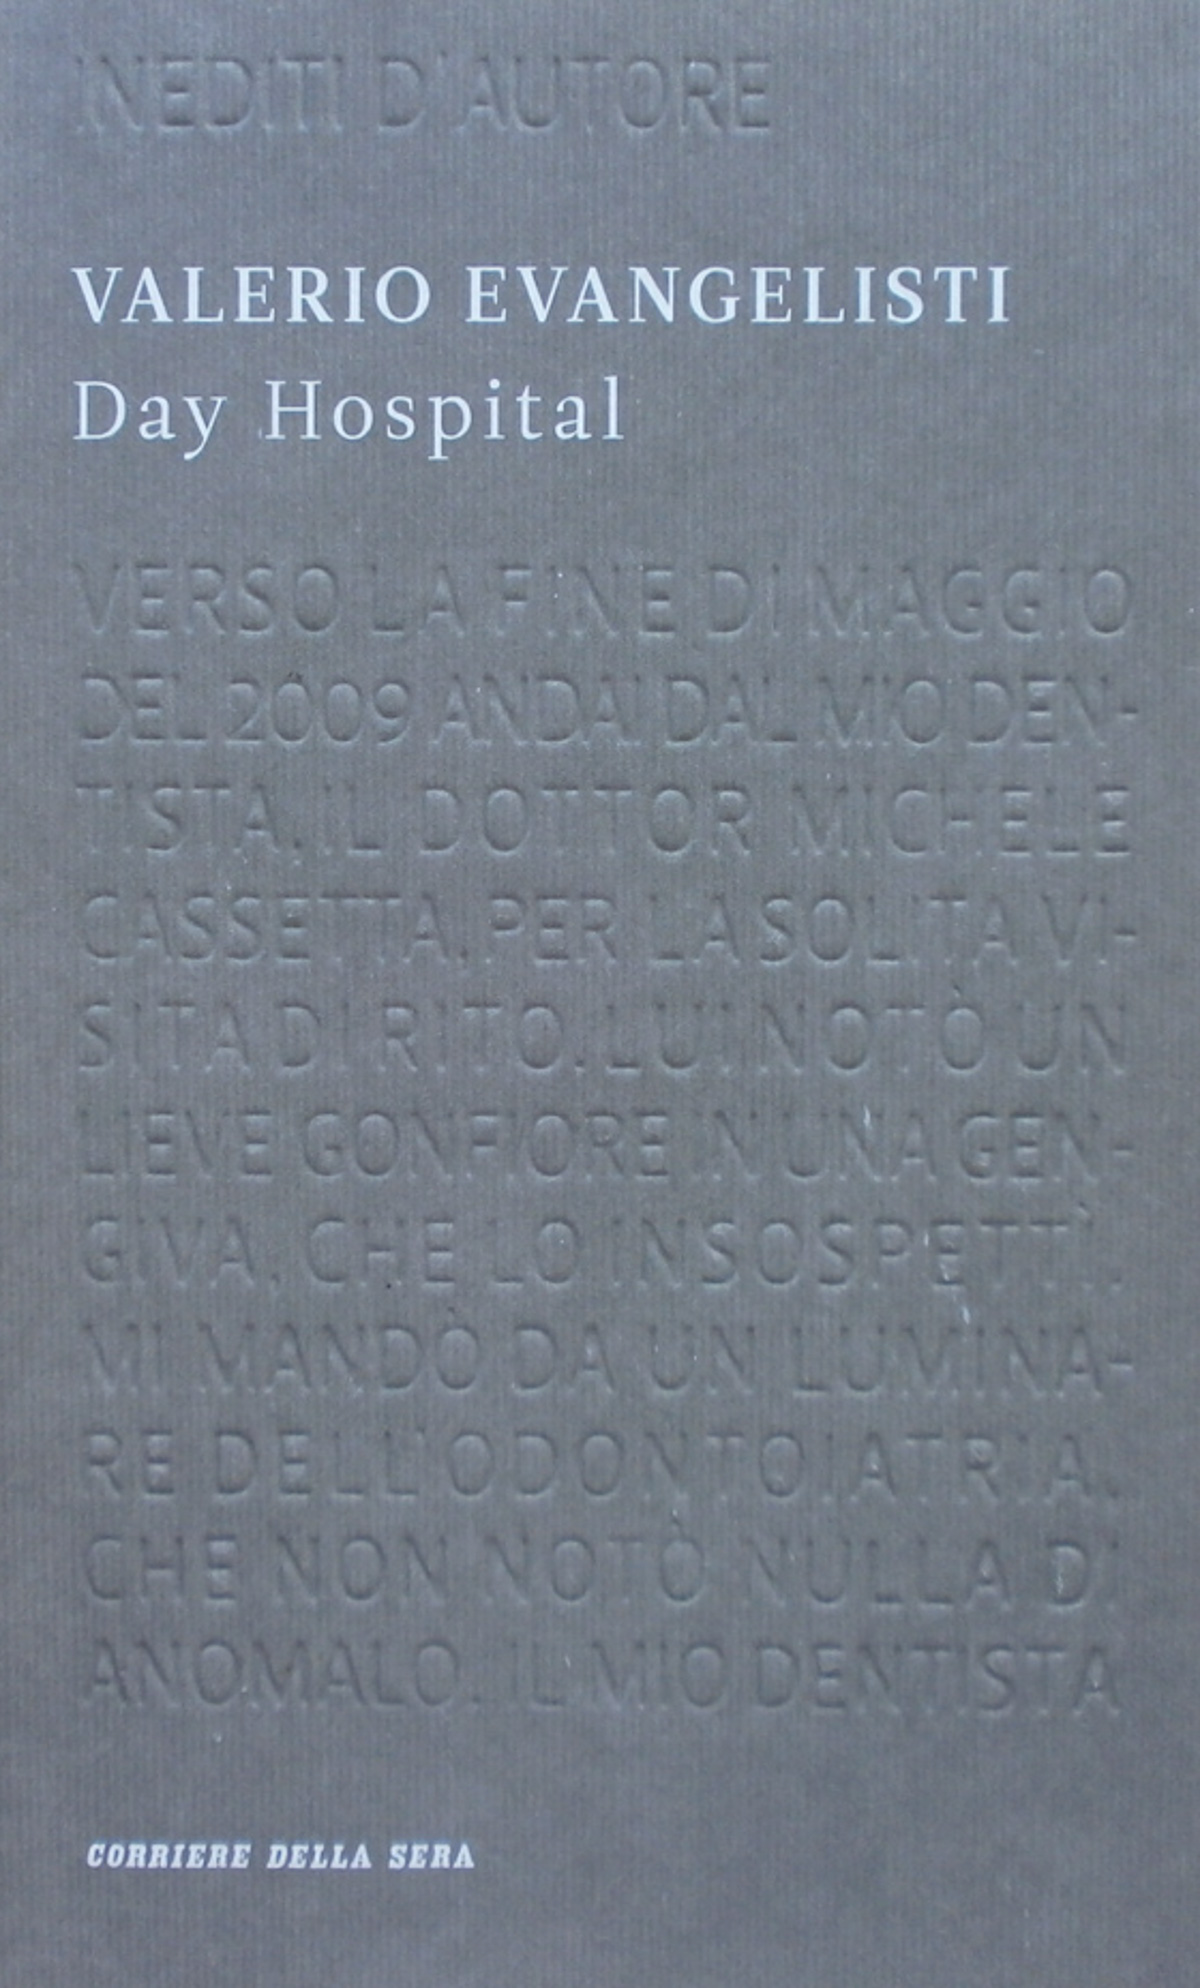 INEDITI D'AUTORE
VALERIO EVANGELISTI
Day Hospital
VERSO LA FINE DI MAGGIO
DEL 2009 ANDAI DAL MIO DEN-
TISTA, IL DOTTOR MICHELE
CASSETTA, PER LA SOLITA VI-
SITA DI RITO. LUI NOTÒ UN
LIEVE GONFIORE IN UNA GEN-
GIVA, CHE LO INSOSPETTÌ.
MI MANDÒ DA UN LUMINA-
RE DELL'ODONTOIATRIA,
CHE NON NOTÒ NULLA DI
ANOMALO. IL MIO DENTISTA
CORRIERE DELLA SERA